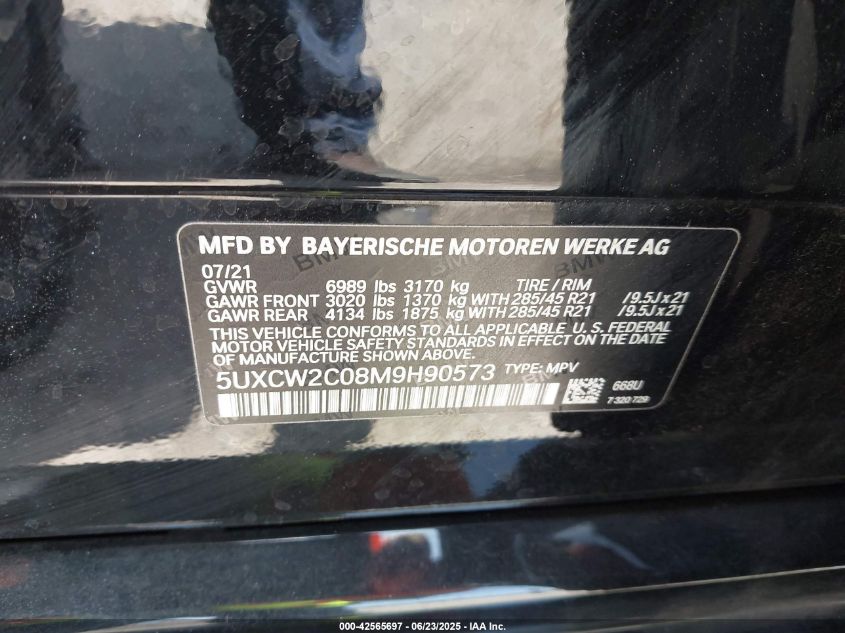 MFD BY BAYERISCHE MOTOREN WERKE AG
07/21
GVWR 6989 lbs 3170 kg TIRE / RIM
GAWR FRONT 3020 lbs 1370 kg WITH 285/45 R21 /9.5Jx21
GAWR REAR 4134 lbs 1875 kg WITH 285/45 R21 /9.5Jx21
THIS VEHICLE CONFORMS TO ALL APPLICABLE U. S. FEDERAL
MOTOR VEHICLE SAFETY STANDARDS IN EFFECT ON THE
DATE OF MANUFACTURE SHOWN ABOVE.
5UXCW2C08M9H90573 TYPE: MPV
668U
7 320 729
000-42565697 - 06/23/2025 - IAA Inc.